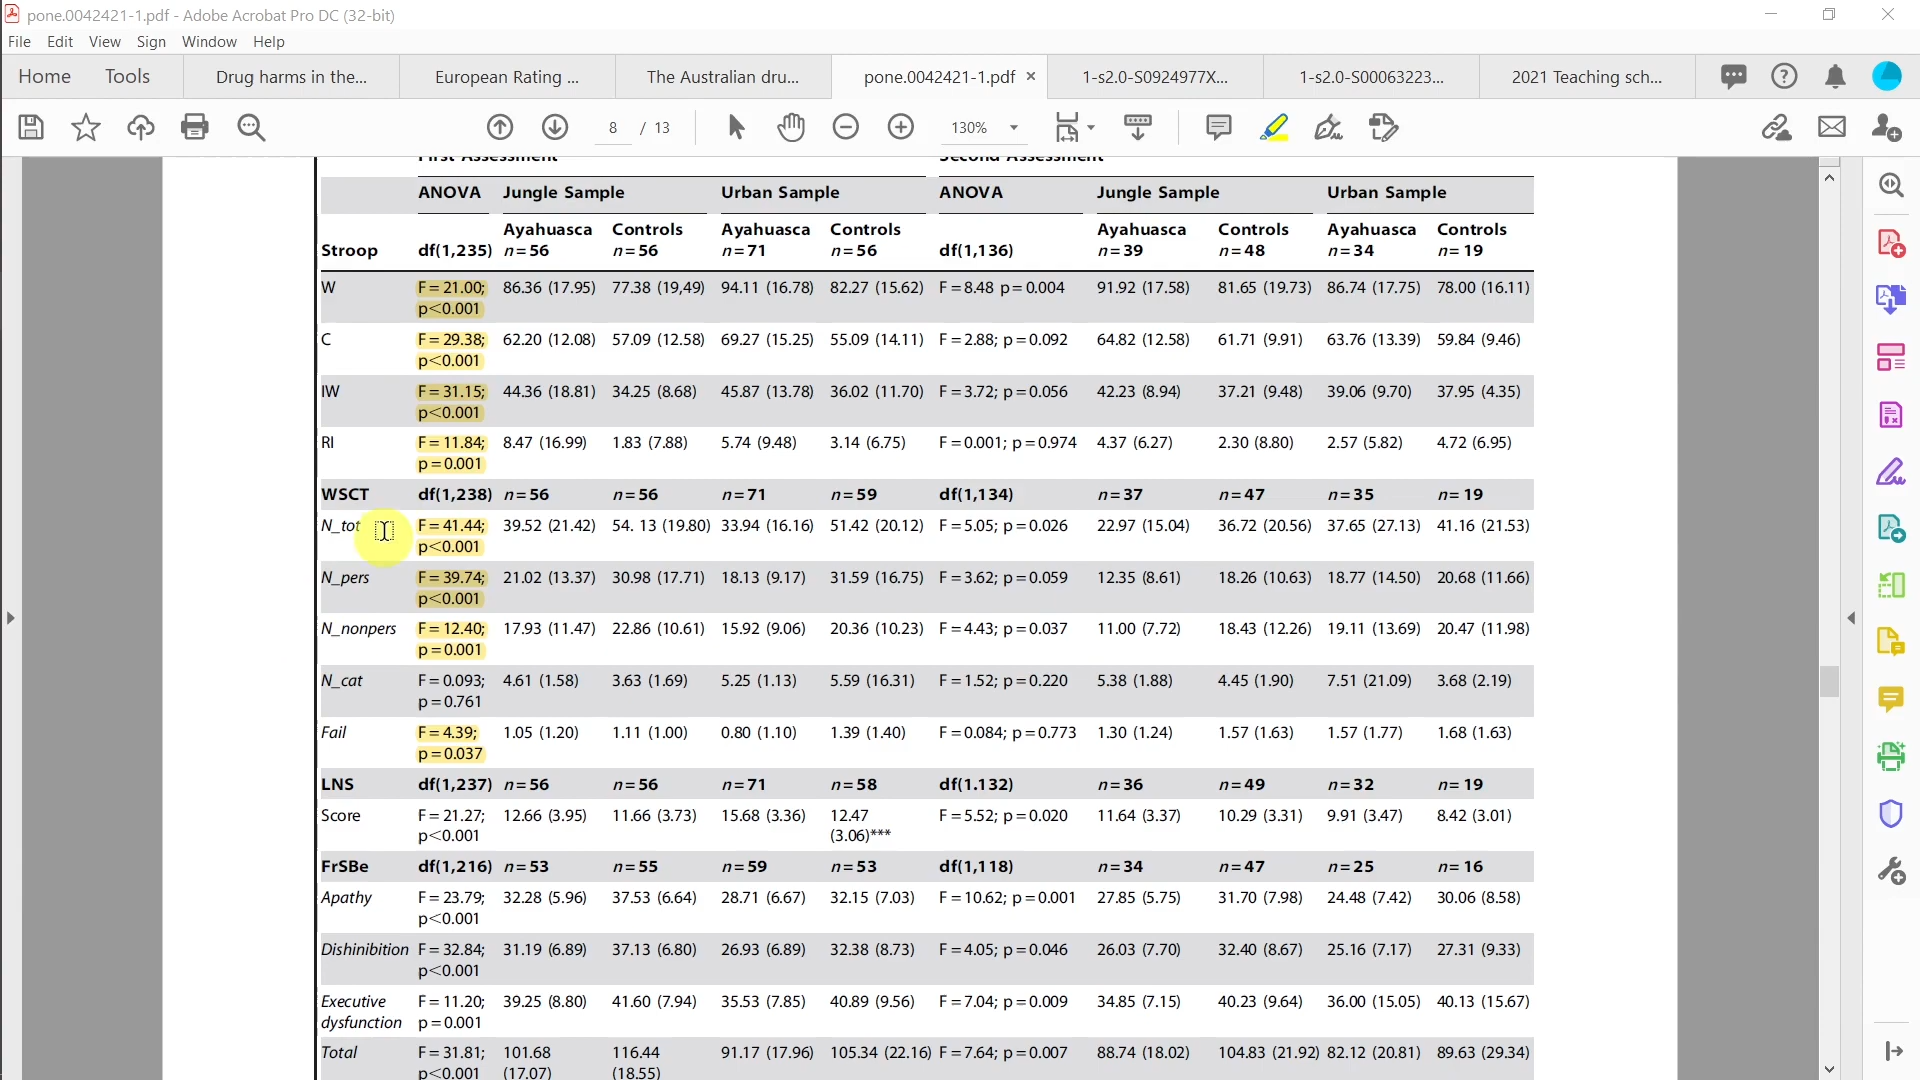 pone.0042421-1.pdf - Adobe Acrobat Pro DC (32-bit)
File Edit View Sign Window Help
Home Tools Drug harms in the... European Rating ... The Australian dru... pone.0042421-1.pdf × 1-s2.0-S0924977X... 1-s2.0-S00063223... 2021 Teaching sch...
8 / 13 130%
First Assessment Second Assessment
ANOVA Jungle Sample Urban Sample ANOVA Jungle Sample Urban Sample
Ayahuasca Controls Ayahuasca Controls Ayahuasca Controls Ayahuasca Controls
Stroop df(1,235) n=56 n=56 n=71 n=56 df(1,136) n=39 n=48 n=34 n=19
W F=21.00; 86.36 (17.95) 77.38 (19,49) 94.11 (16.78) 82.27 (15.62) F=8.48 p=0.004 91.92 (17.58) 81.65 (19.73) 86.74 (17.75) 78.00 (16.11)
p<0.001
C F=29.38; 62.20 (12.08) 57.09 (12.58) 69.27 (15.25) 55.09 (14.11) F=2.88; p=0.092 64.82 (12.58) 61.71 (9.91) 63.76 (13.39) 59.84 (9.46)
p<0.001
IW F=31.15; 44.36 (18.81) 34.25 (8.68) 45.87 (13.78) 36.02 (11.70) F=3.72; p=0.056 42.23 (8.94) 37.21 (9.48) 39.06 (9.70) 37.95 (4.35)
p<0.001
RI F=11.84; 8.47 (16.99) 1.83 (7.88) 5.74 (9.48) 3.14 (6.75) F=0.001; p=0.974 4.37 (6.27) 2.30 (8.80) 2.57 (5.82) 4.72 (6.95)
p=0.001
WSCT df(1,238) n=56 n=56 n=71 n=59 df(1,134) n=37 n=47 n=35 n=19
N_tot F=41.44; 39.52 (21.42) 54. 13 (19.80) 33.94 (16.16) 51.42 (20.12) F=5.05; p=0.026 22.97 (15.04) 36.72 (20.56) 37.65 (27.13) 41.16 (21.53)
p<0.001
N_pers F=39.74; 21.02 (13.37) 30.98 (17.71) 18.13 (9.17) 31.59 (16.75) F=3.62; p=0.059 12.35 (8.61) 18.26 (10.63) 18.77 (14.50) 20.68 (11.66)
p<0.001
N_nonpers F=12.40; 17.93 (11.47) 22.86 (10.61) 15.92 (9.06) 20.36 (10.23) F=4.43; p=0.037 11.00 (7.72) 18.43 (12.26) 19.11 (13.69) 20.47 (11.98)
p=0.001
N_cat F=0.093; 4.61 (1.58) 3.63 (1.69) 5.25 (1.13) 5.59 (16.31) F=1.52; p=0.220 5.38 (1.88) 4.45 (1.90) 7.51 (21.09) 3.68 (2.19)
p=0.761
Fail F=4.39; 1.05 (1.20) 1.11 (1.00) 0.80 (1.10) 1.39 (1.40) F=0.084; p=0.773 1.30 (1.24) 1.57 (1.63) 1.57 (1.77) 1.68 (1.63)
p=0.037
LNS df(1,237) n=56 n=56 n=71 n=58 df(1.132) n=36 n=49 n=32 n=19
Score F=21.27; 12.66 (3.95) 11.66 (3.73) 15.68 (3.36) 12.47 F=5.52; p=0.020 11.64 (3.37) 10.29 (3.31) 9.91 (3.47) 8.42 (3.01)
p<0.001 (3.06)***
FrSBe df(1,216) n=53 n=55 n=59 n=53 df(1,118) n=34 n=47 n=25 n=16
Apathy F=23.79; 32.28 (5.96) 37.53 (6.64) 28.71 (6.67) 32.15 (7.03) F=10.62; p=0.001 27.85 (5.75) 31.70 (7.98) 24.48 (7.42) 30.06 (8.58)
p<0.001
Dishinibition F=32.84; 31.19 (6.89) 37.13 (6.80) 26.93 (6.89) 32.38 (8.73) F=4.05; p=0.046 26.03 (7.70) 32.40 (8.67) 25.16 (7.17) 27.31 (9.33)
p<0.001
Executive F=11.20; 39.25 (8.80) 41.60 (7.94) 35.53 (7.85) 40.89 (9.56) F=7.04; p=0.009 34.85 (7.15) 40.23 (9.64) 36.00 (15.05) 40.13 (15.67)
dysfunction p=0.001
Total F=31.81; 101.68 116.44 91.17 (17.96) 105.34 (22.16) F=7.64; p=0.007 88.74 (18.02) 104.83 (21.92) 82.12 (20.81) 89.63 (29.34)
p<0.001 (17.07) (18.55)